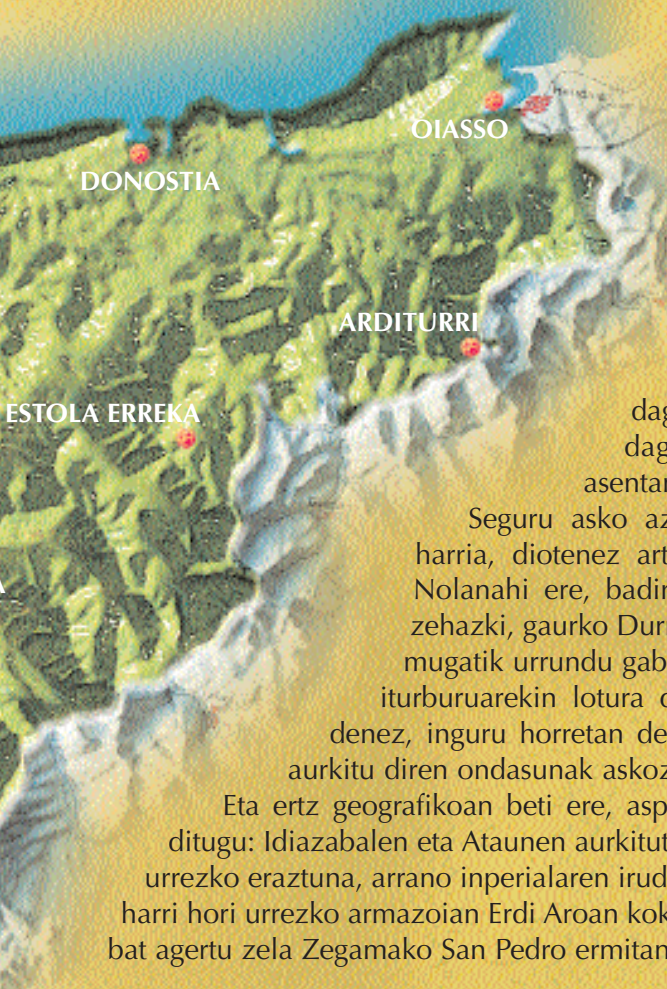 OIASSO
DONOSTIA
ARDITURRI
ESTOLA ERREKA
A
dag
dag
asentar
Seguru asko az
harria, diotenez art
Nolanahi ere, badir
zehazki, gaurko Dur
mugatik urrundu gab
iturburuarekin lotura
denez, inguru horretan de
aurkitu diren ondasunak askoz
Eta ertz geografikoan beti ere, asp
ditugu: Idiazabalen eta Ataunen aurkitut
urrezko eraztuna, arrano inperialaren irud
harri hori urrezko armazoian Erdi Aroan kok
bat agertu zela Zegamako San Pedro ermitan